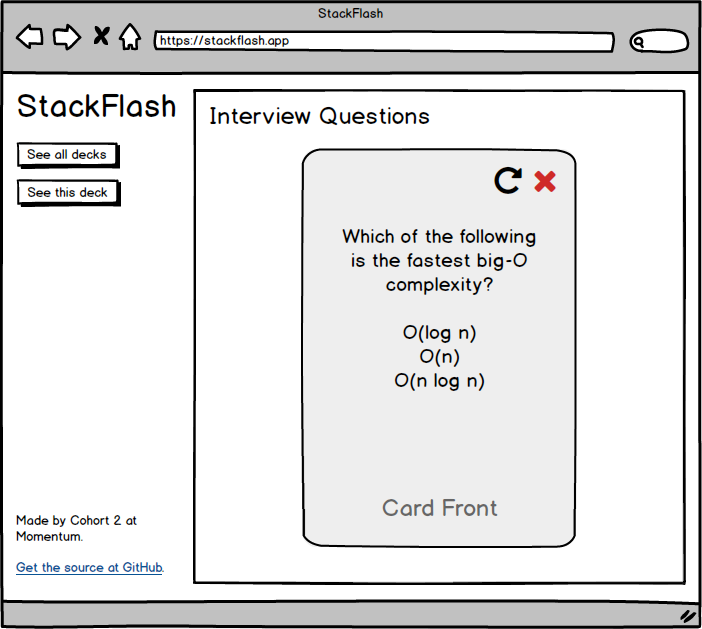 StackFlash
https://stackflash.app
StackFlash
See all decks
See this deck
Made by Cohort 2 at
Momentum.
Get the source at GitHub.
Interview Questions
Which of the following
is the fastest big-O
complexity?
O(log n)
O(n)
O(n log n)
Card Front